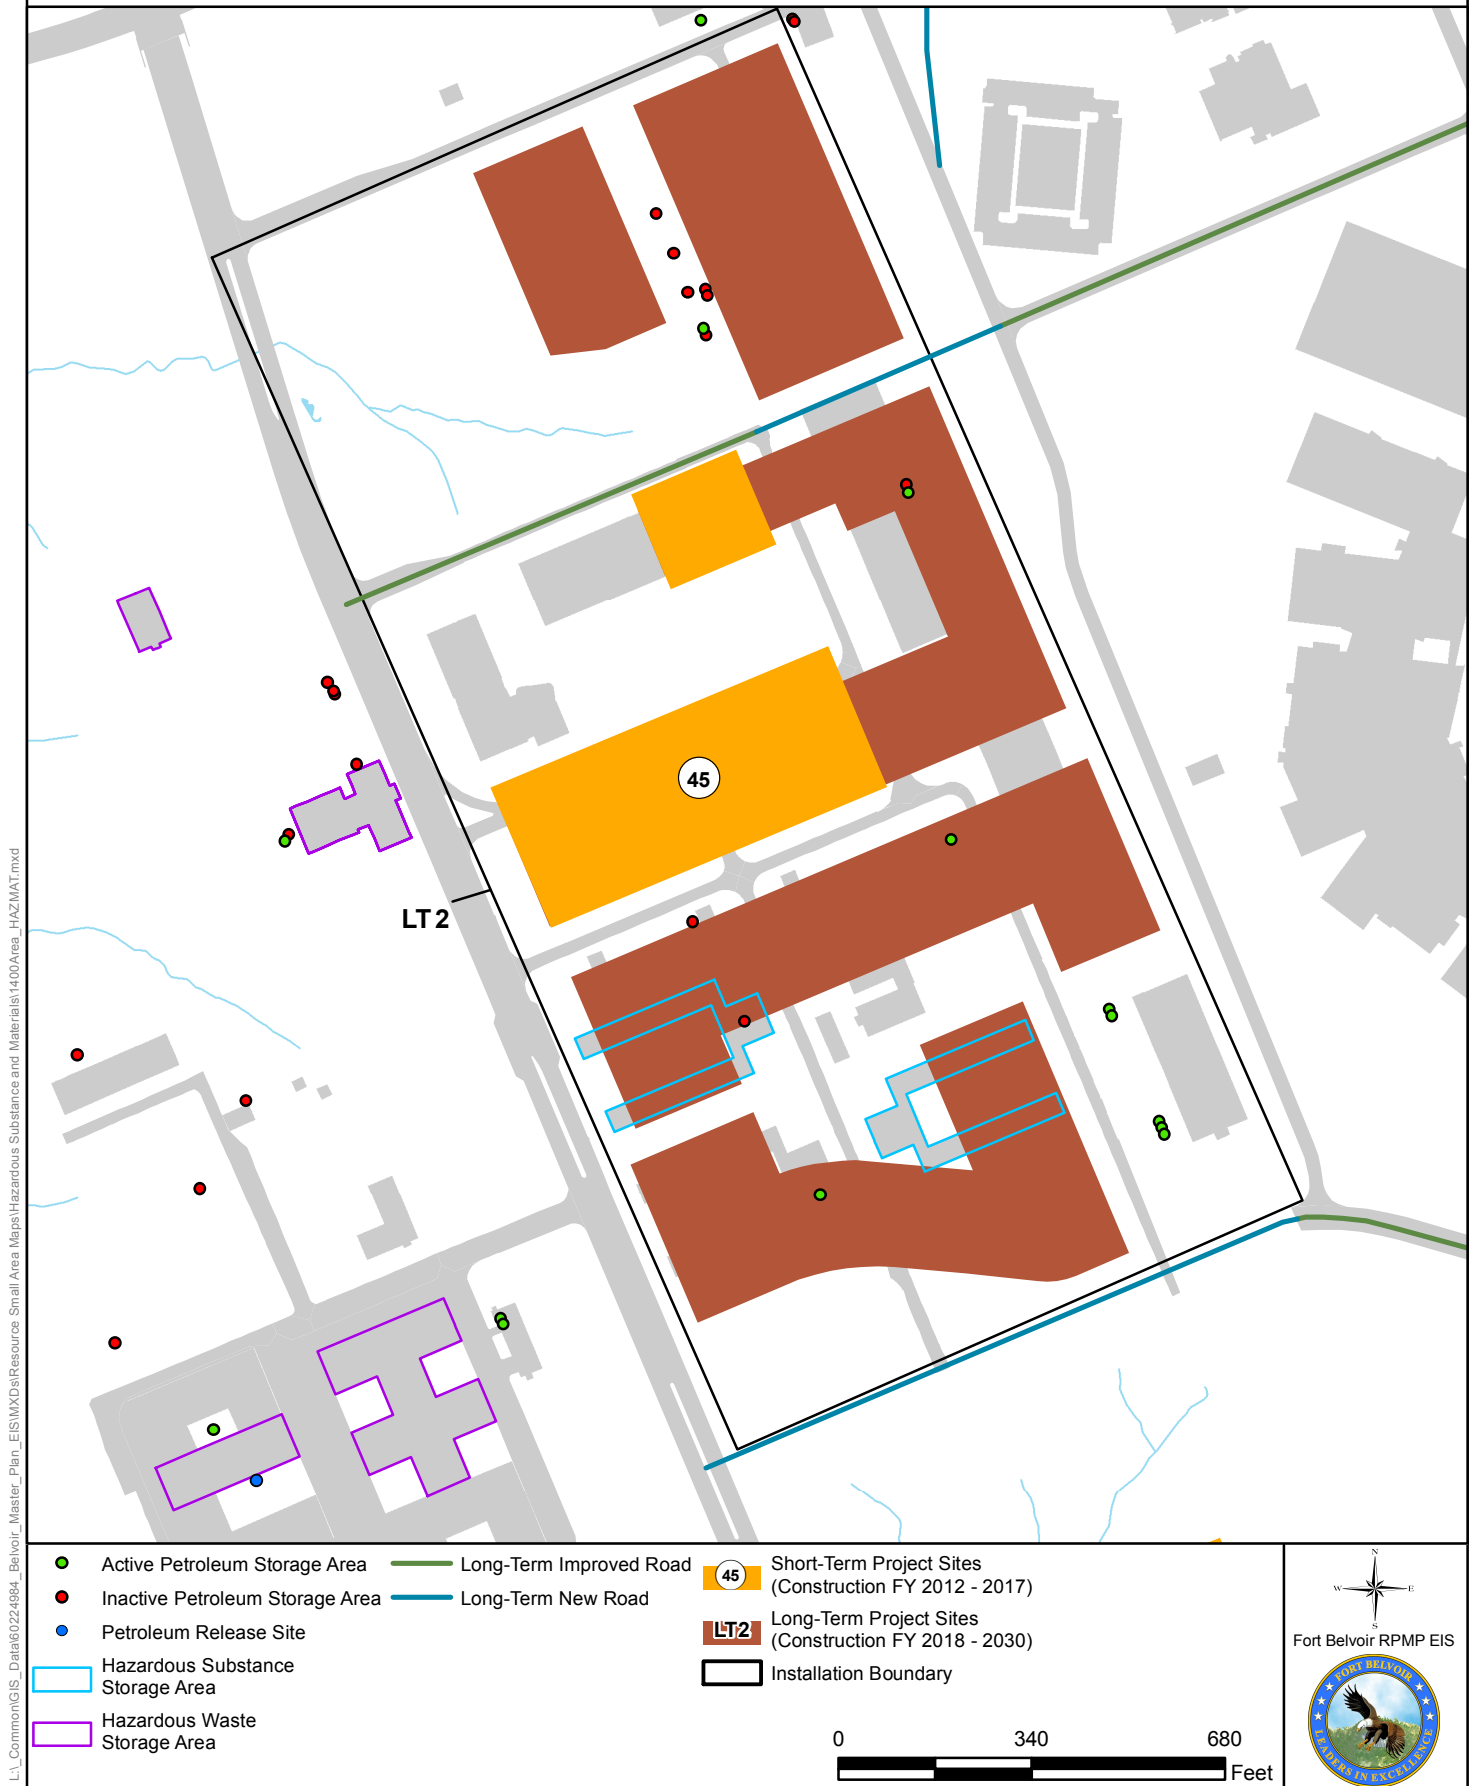 45
LT2
L:\_Common\GIS_Data\60224984_Belvoir_Master_Plan_EIS\MXDs\Resource Small Area Maps\Hazardous Substance and Materials\1400Area_HAZMAT.mxd
Active Petroleum Storage Area
Inactive Petroleum Storage Area
Petroleum Release Site
Hazardous Substance
Storage Area
Hazardous Waste
Storage Area
Long-Term Improved Road
Long-Term New Road
45
Short-Term Project Sites
(Construction FY 2012 - 2017)
LT2
Long-Term Project Sites
(Construction FY 2018 - 2030)
Installation Boundary
0 340 680
Feet
N
W E
S
Fort Belvoir RPMP EIS
FORT BELVOIR
LEADERS IN EXCELLENCE